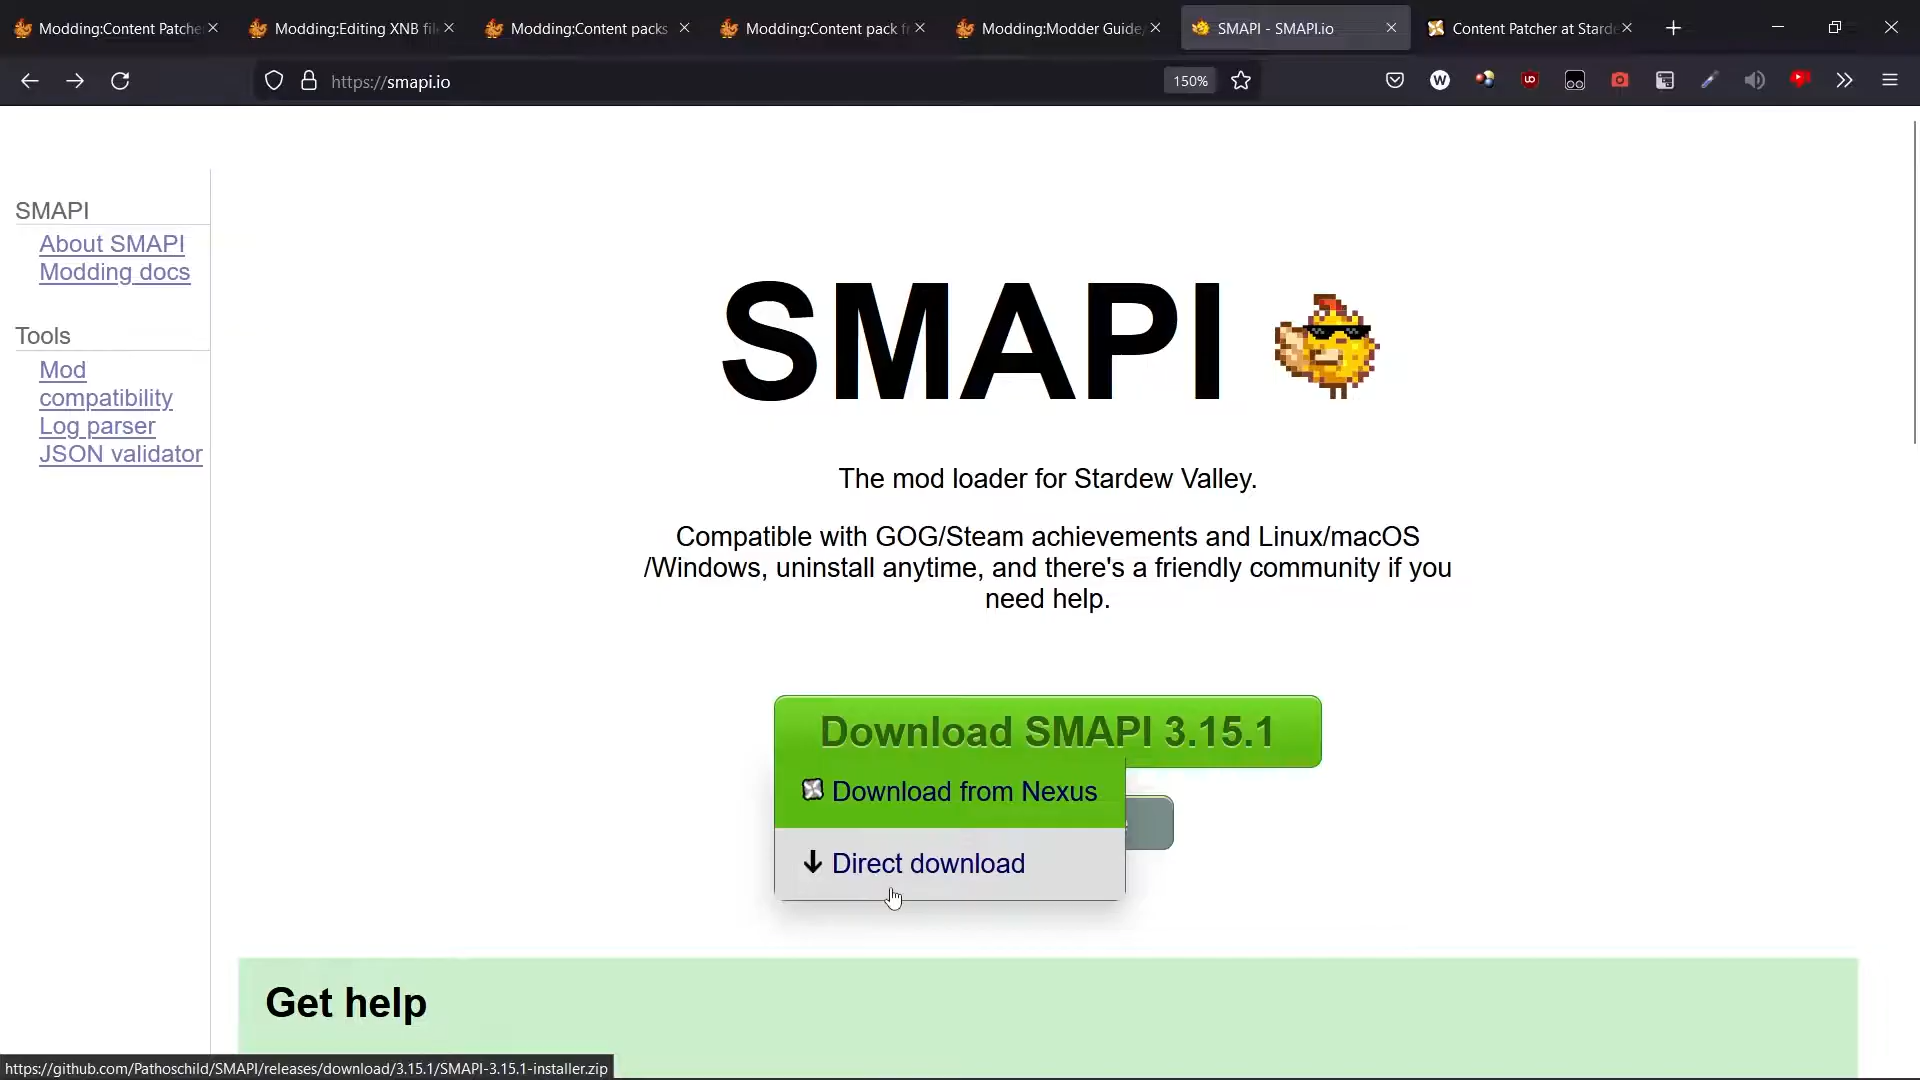 Modding:Content Patche
Modding:Editing XNB fil
Modding:Content packs
Modding:Content pack f
Modding:Modder Guide
SMAPI - SMAPI.io
Content Patcher at Starde
https://smapi.io
150%
SMAPI
About SMAPI
Modding docs
Tools
Mod
compatibility
Log parser
JSON validator
SMAPI
The mod loader for Stardew Valley.
Compatible with GOG/Steam achievements and Linux/macOS
/Windows, uninstall anytime, and there's a friendly community if you
need help.
Download SMAPI 3.15.1
Download from Nexus
Direct download
Get help
https://github.com/Pathoschild/SMAPI/releases/download/3.15.1/SMAPI-3.15.1-installer.zip